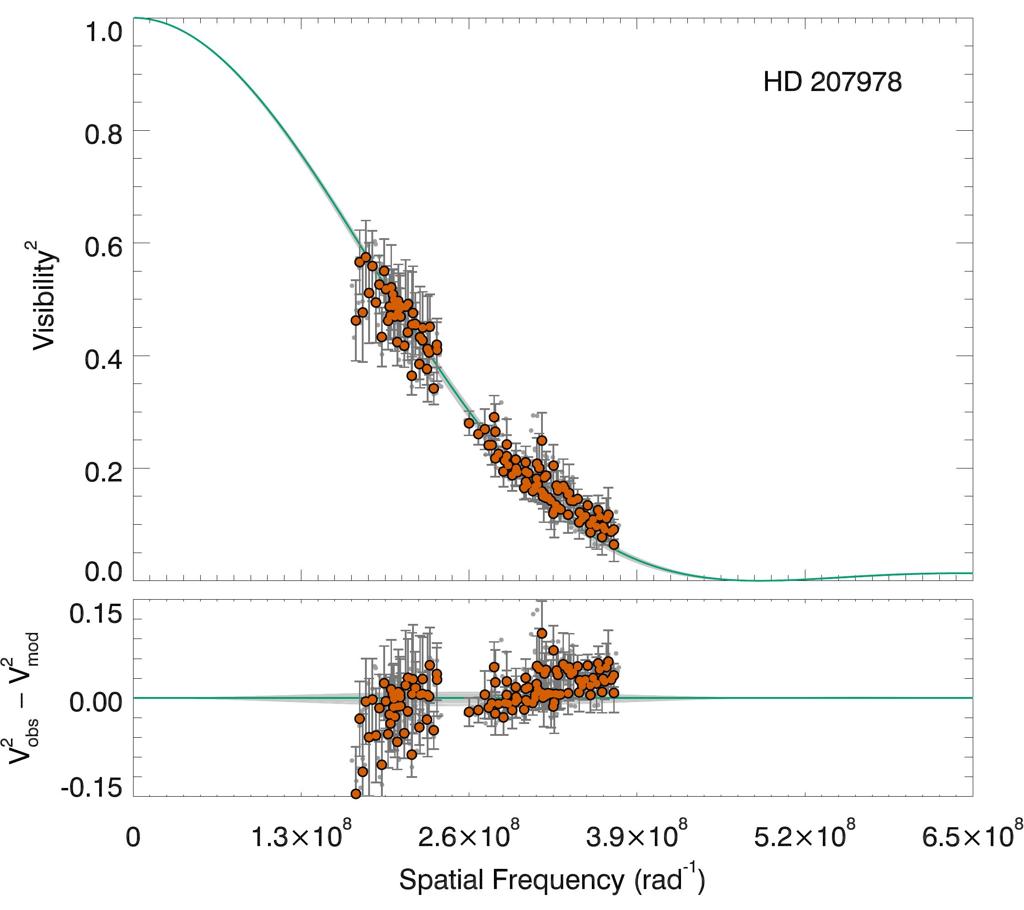 HD 207978
1.0
0.8
0.6
0.4
0.2
0.0
Visibility²
0.15
0.00
-0.15
V²obs − V²mod
0 1.3×10⁸ 2.6×10⁸ 3.9×10⁸ 5.2×10⁸ 6.5×10⁸
Spatial Frequency (rad⁻¹)